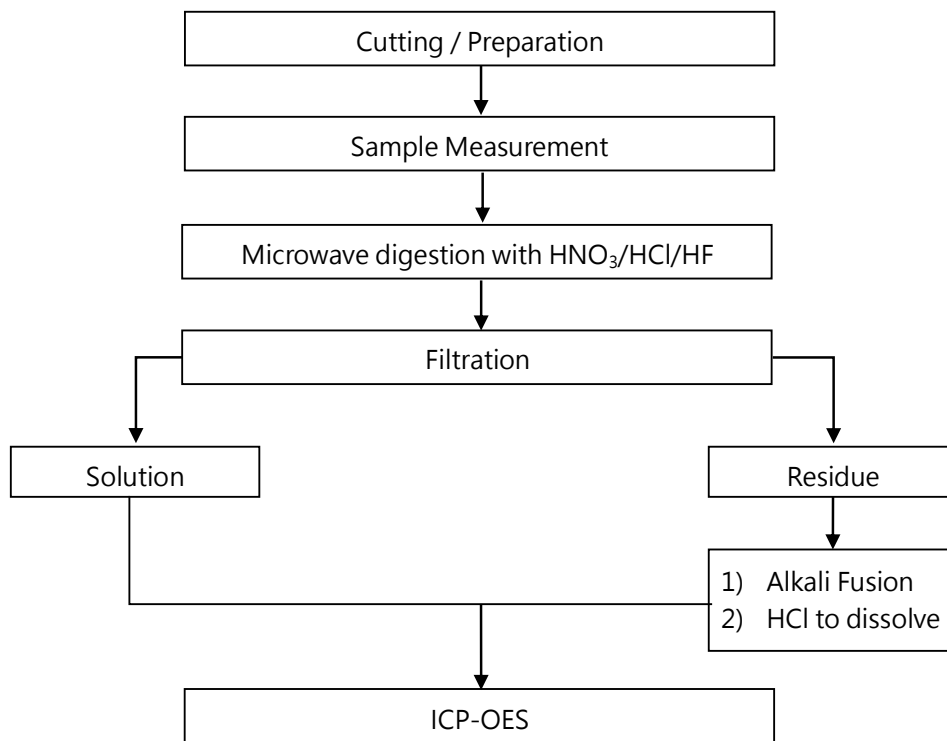 Cutting / Preparation
Sample Measurement
Microwave digestion with HNO₃/HCl/HF
Filtration
Solution
Residue
1) Alkali Fusion
2) HCl to dissolve
ICP-OES